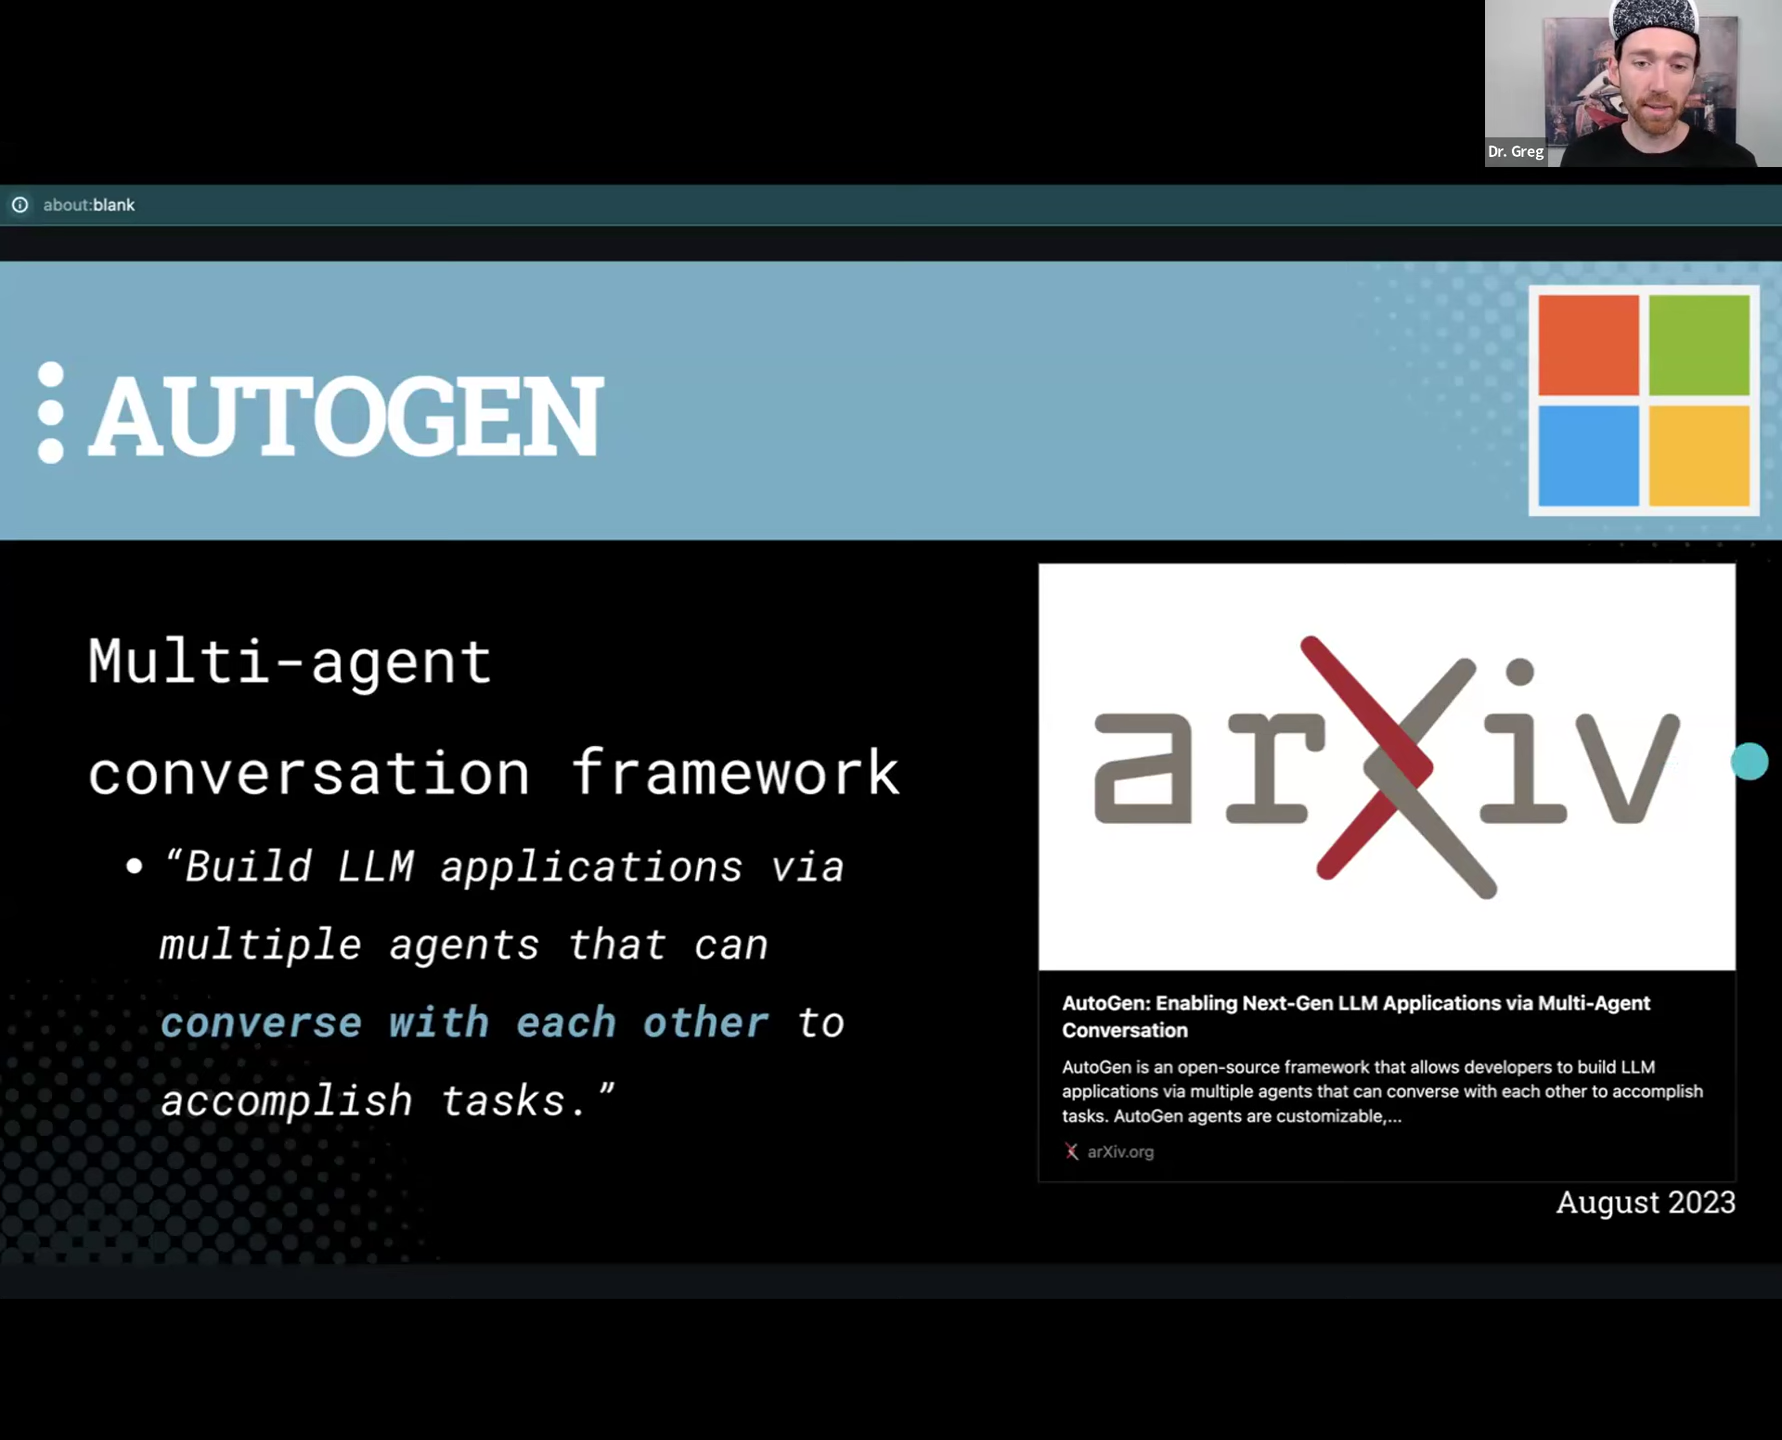 Dr. Greg
about:blank
AUTOGEN
Multi-agent
conversation framework
• “Build LLM applications via
multiple agents that can
converse with each other to
accomplish tasks.”
arXiv
AutoGen: Enabling Next-Gen LLM Applications via Multi-Agent
Conversation
AutoGen is an open-source framework that allows developers to build LLM
applications via multiple agents that can converse with each other to accomplish
tasks. AutoGen agents are customizable,...
arXiv.org
August 2023